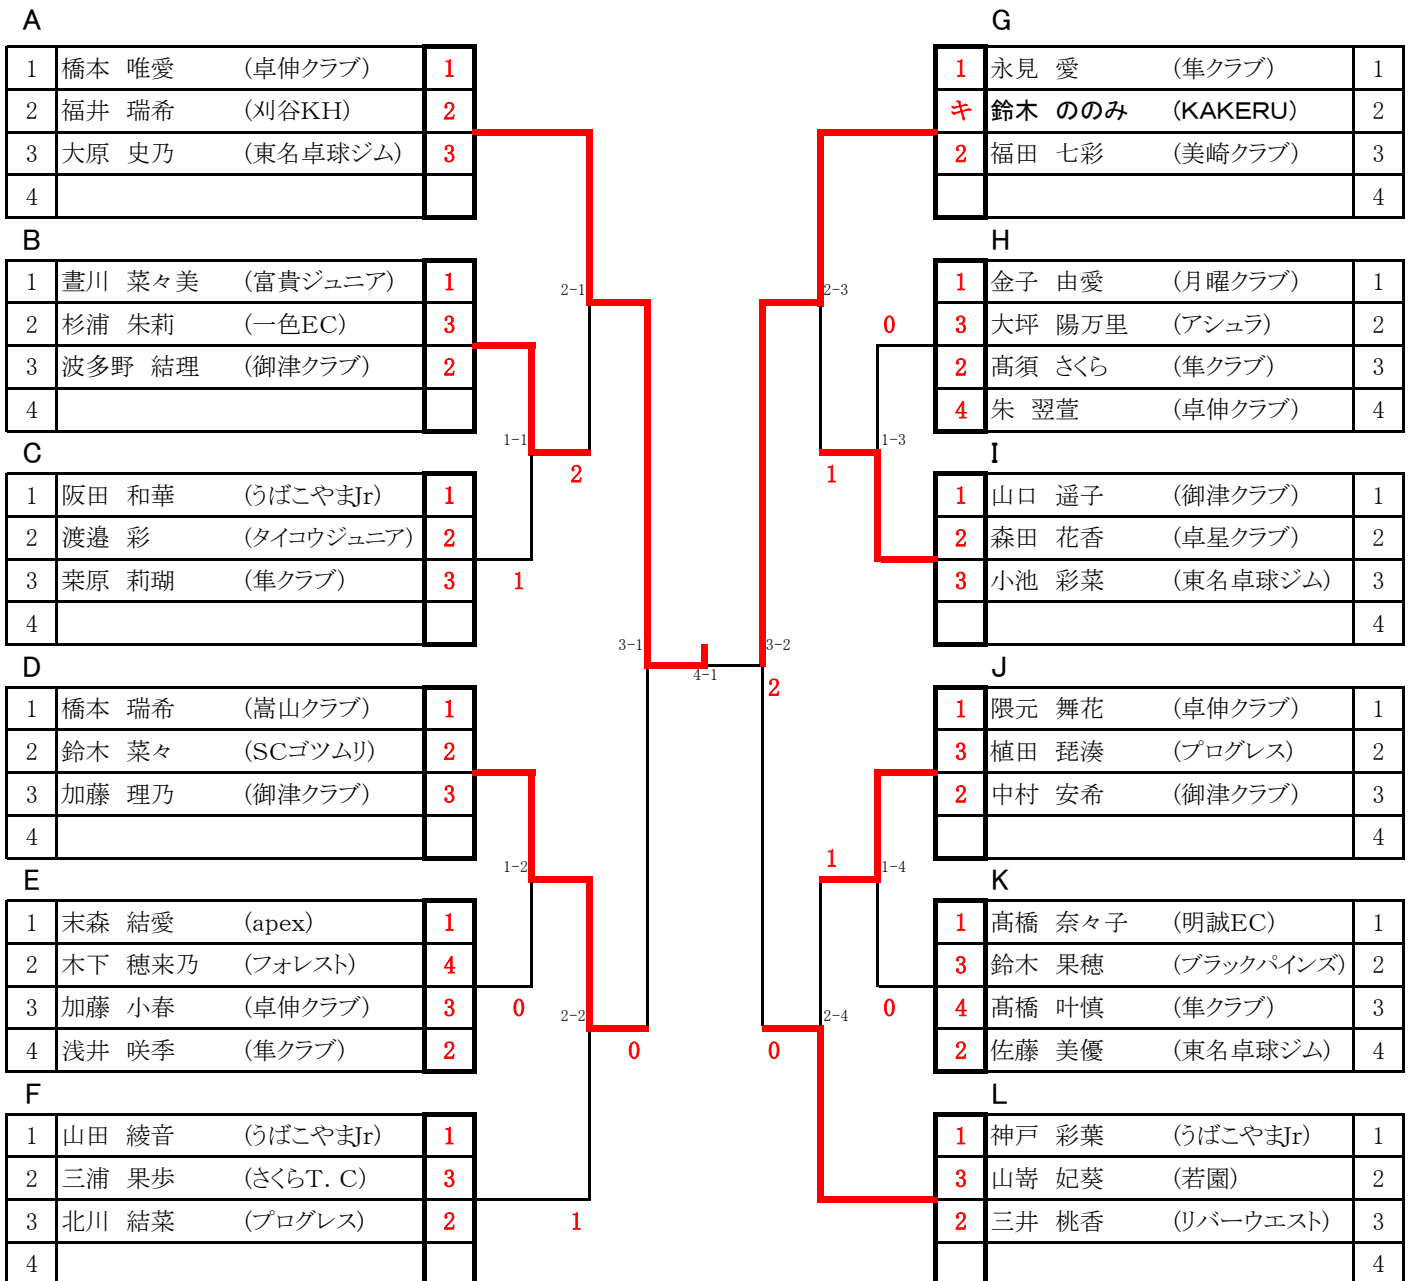 A
1 橋本 唯愛 (卓伸クラブ) 1
2 福井 瑞希 (刈谷KH) 2
3 大原 史乃 (東名卓球ジム) 3
4
B
1 晝川 菜々美 (富貴ジュニア) 1
2 杉浦 朱莉 (一色EC) 3
3 波多野 結理 (御津クラブ) 2
4
C
1 阪田 和華 (うばこやまJr) 1
2 渡邉 彩 (タイコウジュニア) 2
3 桒原 莉瑚 (隼クラブ) 3
4
D
1 橋本 瑞希 (嵩山クラブ) 1
2 鈴木 菜々 (SCゴツムリ) 2
3 加藤 理乃 (御津クラブ) 3
4
E
1 末森 結愛 (apex) 1
2 木下 穂来乃 (フォレスト) 4
3 加藤 小春 (卓伸クラブ) 3
4 浅井 咲季 (隼クラブ) 2
F
1 山田 綾音 (うばこやまJr) 1
2 三浦 果歩 (さくらT．C) 3
3 北川 結菜 (プログレス) 2
4
2-1
1-1
2
1
3-1
1-2
0
2-2
0
1
4-1
2-3
0
1-3
1
3-2
2
1
1-4
0
2-4
0
G
1 永見 愛 (隼クラブ) 1
キ 鈴木 ののみ (KAKERU) 2
2 福田 七彩 (美崎クラブ) 3
4
H
1 金子 由愛 (月曜クラブ) 1
3 大坪 陽万里 (アシュラ) 2
2 髙須 さくら (隼クラブ) 3
4 朱 翌萱 (卓伸クラブ) 4
I
1 山口 遥子 (御津クラブ) 1
2 森田 花香 (卓星クラブ) 2
3 小池 彩菜 (東名卓球ジム) 3
4
J
1 隈元 舞花 (卓伸クラブ) 1
3 植田 琵湊 (プログレス) 2
2 中村 安希 (御津クラブ) 3
4
K
1 髙橋 奈々子 (明誠EC) 1
3 鈴木 果穂 (ブラックパインズ) 2
4 髙橋 叶慎 (隼クラブ) 3
2 佐藤 美優 (東名卓球ジム) 4
L
1 神戸 彩葉 (うばこやまJr) 1
3 山嵜 妃葵 (若園) 2
2 三井 桃香 (リバーウエスト) 3
4